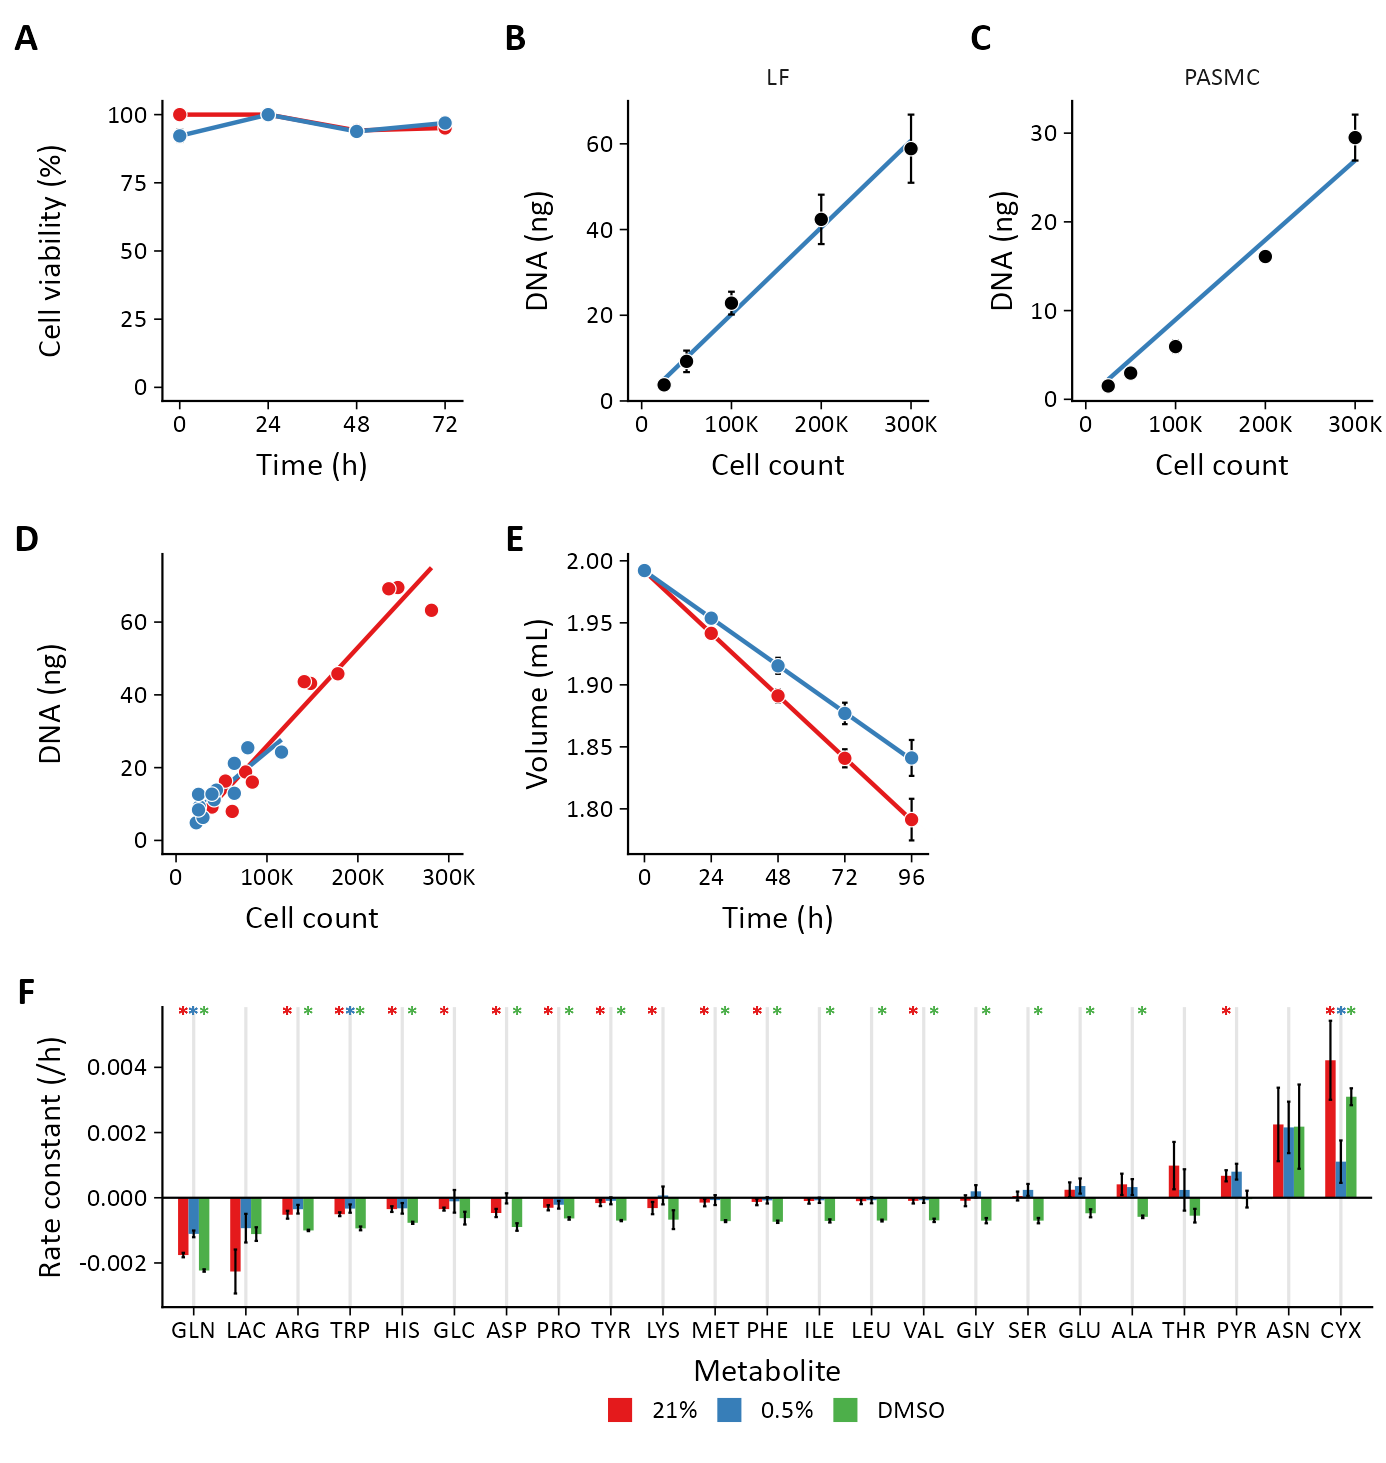 A
100
75
50
25
0
Cell viability (%)
0 24 48 72
Time (h)
B
LF
60
40
20
0
DNA (ng)
0 100K 200K 300K
Cell count
C
PASMC
30
20
10
0
DNA (ng)
0 100K 200K 300K
Cell count
D
60
40
20
0
DNA (ng)
0 100K 200K 300K
Cell count
E
2.00
1.95
1.90
1.85
1.80
Volume (mL)
0 24 48 72 96
Time (h)
F
*** ** *** ** * ** ** ** * ** ** * * ** * * * * * ***
0.004
0.002
0.000
-0.002
Rate constant (/h)
GLN LAC ARG TRP HIS GLC ASP PRO TYR LYS MET PHE ILE LEU VAL GLY SER GLU ALA THR PYR ASN CYX
Metabolite
21% 0.5% DMSO